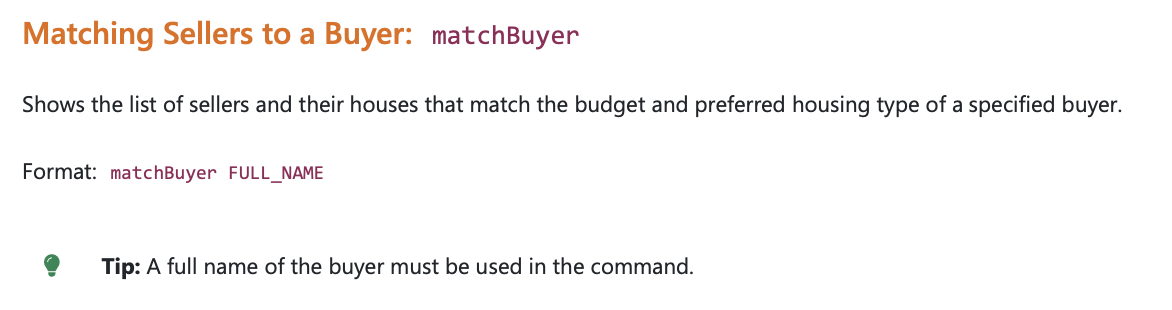 Matching Sellers to a Buyer: matchBuyer
Shows the list of sellers and their houses that match the budget and preferred housing type of a specified buyer.
Format: matchBuyer FULL_NAME
Tip: A full name of the buyer must be used in the command.